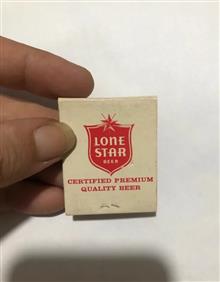 LONE
STAR
BEER
CERTIFIED PREMIUM
QUALITY BEER